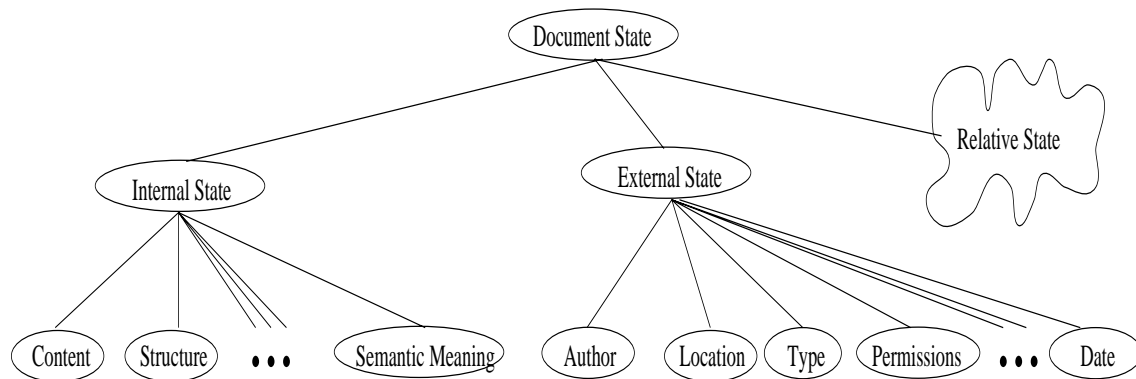 Document State
Relative State
Internal State
External State
Content
Structure
Semantic Meaning
Author
Location
Type
Permissions
Date